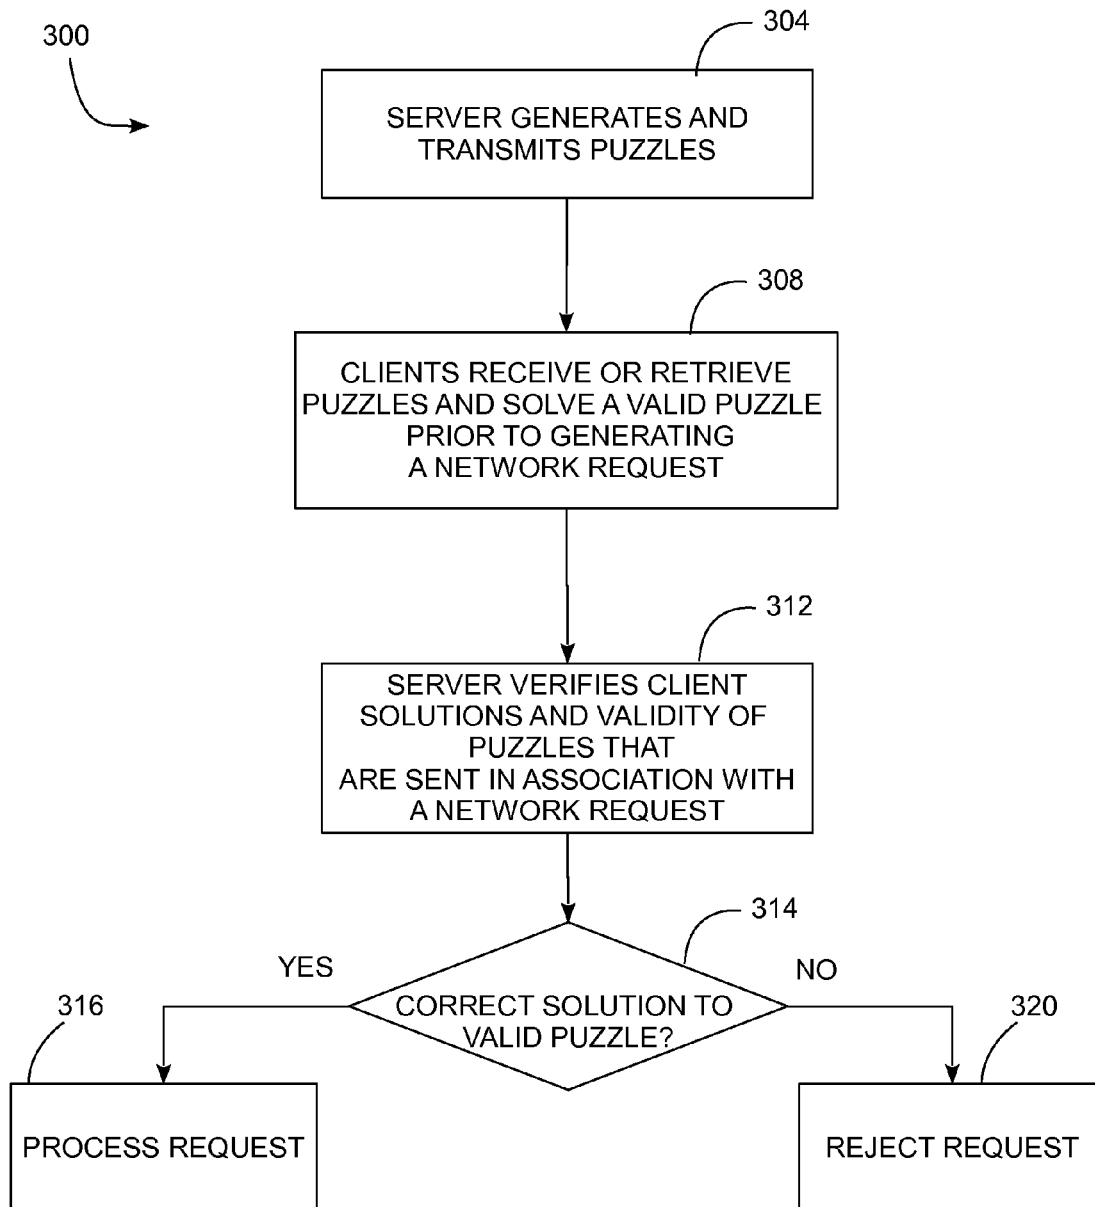 300
304
SERVER GENERATES AND
TRANSMITS PUZZLES
308
CLIENTS RECEIVE OR RETRIEVE
PUZZLES AND SOLVE A VALID PUZZLE
PRIOR TO GENERATING
A NETWORK REQUEST
312
SERVER VERIFIES CLIENT
SOLUTIONS AND VALIDITY OF
PUZZLES THAT
ARE SENT IN ASSOCIATION WITH
A NETWORK REQUEST
314
YES
NO
CORRECT SOLUTION TO
VALID PUZZLE?
316
320
PROCESS REQUEST
REJECT REQUEST